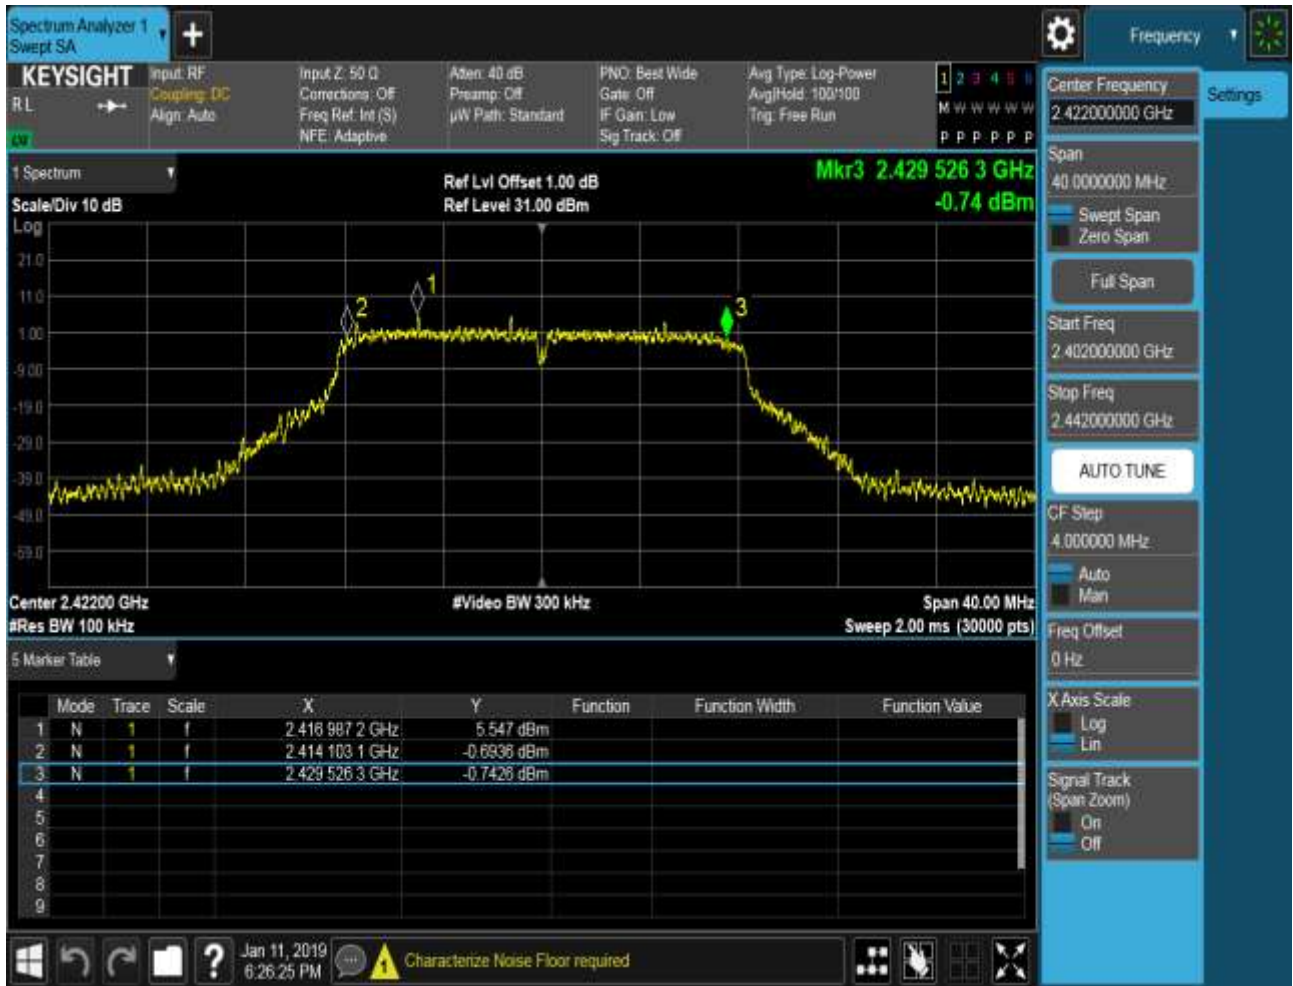 Spectrum Analyzer 1
Swept SA
Frequency
KEYSIGHT
RL
Input: RF
Coupling: DC
Align: Auto
Input Z: 50 Ω
Corrections: Off
Freq Ref: Int (S)
NFE: Adaptive
Atten: 40 dB
Preamp: Off
µW Path: Standard
PNO: Best Wide
Gate: Off
IF Gain: Low
Sig Track: Off
Avg Type: Log-Power
Avg|Hold: 100/100
Trig: Free Run
1 2 3 4 5 6
M W W W W W
P P P P P P
1 Spectrum
Scale/Div 10 dB
Ref Lvl Offset 1.00 dB
Ref Level 31.00 dBm
Mkr3 2.429 526 3 GHz
-0.74 dBm
Log
21.0
11.0
1.00
-9.00
-19.0
-29.0
-39.0
-49.0
-59.0
2
1
3
Center 2.42200 GHz
#Video BW 300 kHz
Span 40.00 MHz
#Res BW 100 kHz
Sweep 2.00 ms (30000 pts)
5 Marker Table
Mode Trace Scale X Y Function Function Width Function Value
1 N 1 f 2.416 987 2 GHz 5.547 dBm
2 N 1 f 2.414 103 1 GHz -0.6936 dBm
3 N 1 f 2.429 526 3 GHz -0.7426 dBm
4
5
6
7
8
9
Jan 11, 2019
6:26:25 PM
?
1
Characterize Noise Floor required
Settings
Center Frequency
2.422000000 GHz
Span
40.0000000 MHz
Swept Span
Zero Span
Full Span
Start Freq
2.402000000 GHz
Stop Freq
2.442000000 GHz
AUTO TUNE
CF Step
4.000000 MHz
Auto
Man
Freq Offset
0 Hz
X Axis Scale
Log
Lin
Signal Track
(Span Zoom)
On
Off